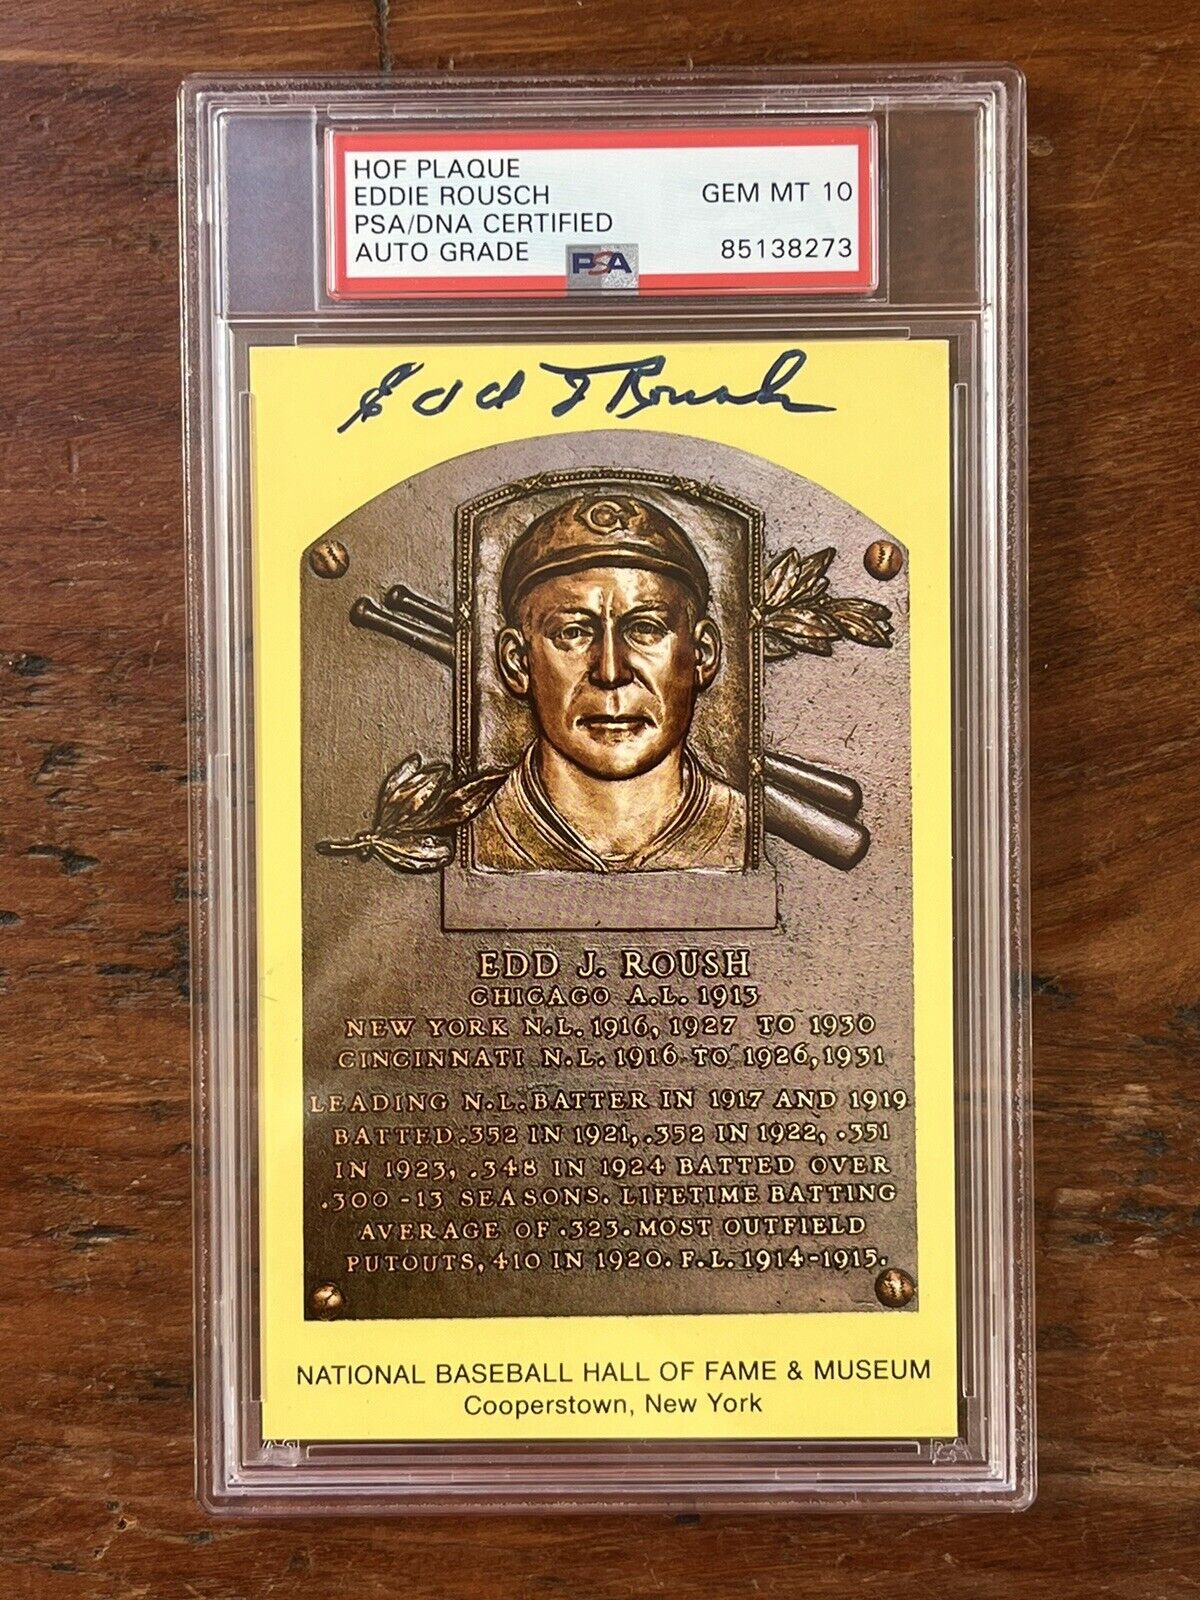 HOF PLAQUE
EDDIE ROUSCH GEM MT 10
PSA/DNA CERTIFIED
AUTO GRADE PSA 85138273
Edd J Roush
C
EDD J. ROUSH
CHICAGO A.L. 1913
NEW YORK N.L. 1916, 1927 TO 1930
CINCINNATI N.L. 1916 TO 1926, 1931
LEADING N.L. BATTER IN 1917 AND 1919
BATTED .352 IN 1921, .352 IN 1922, .351
IN 1923, .348 IN 1924 BATTED OVER
.300 - 13 SEASONS. LIFETIME BATTING
AVERAGE OF .323. MOST OUTFIELD
PUTOUTS, 410 IN 1920. F.L. 1914-1915.
NATIONAL BASEBALL HALL OF FAME & MUSEUM
Cooperstown, New York